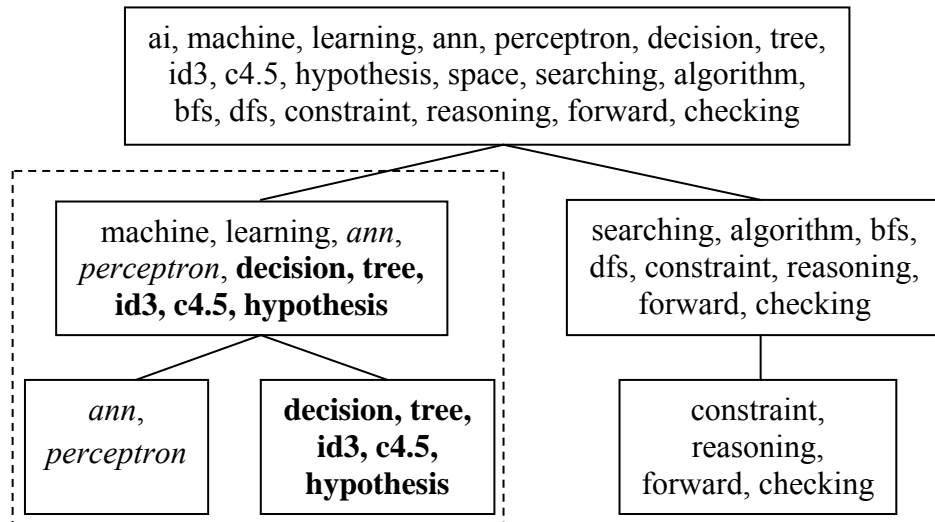 ai, machine, learning, ann, perceptron, decision, tree,
id3, c4.5, hypothesis, space, searching, algorithm,
bfs, dfs, constraint, reasoning, forward, checking
machine, learning, ann,
perceptron, decision, tree,
id3, c4.5, hypothesis
searching, algorithm, bfs,
dfs, constraint, reasoning,
forward, checking
ann,
perceptron
decision, tree,
id3, c4.5,
hypothesis
constraint,
reasoning,
forward, checking